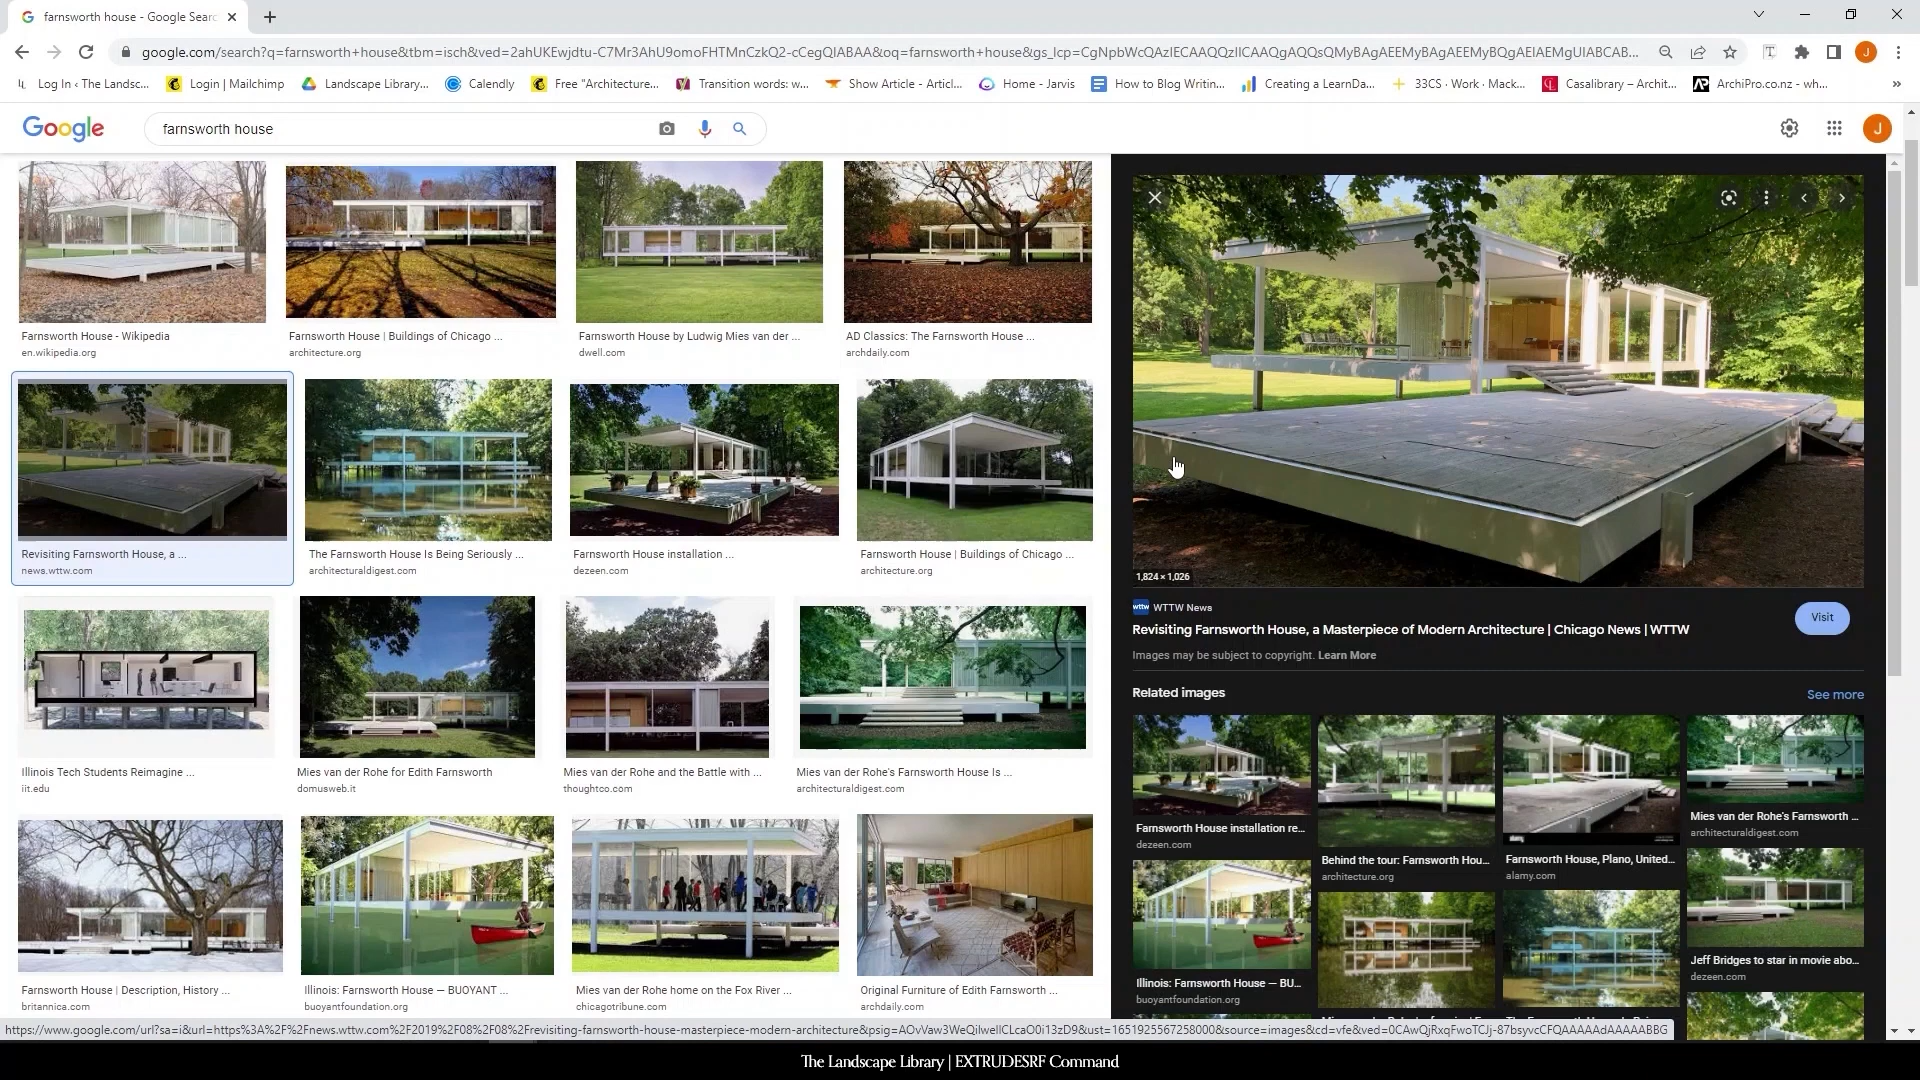 farnsworth house - Google Searc
google.com/search?q=farnsworth+house&tbm=isch&ved=2ahUKEwjdtu-C7Mr3AhU9omoFHTMnCzkQ2-cCegQIABAA&oq=farnsworth+house&gs_lcp=CgNpbWcQAzIECAAQQzIICAAQgAQQsQMyBAgAEEMyBAgAEEMyBQgAEIAEMgUIABCAB...
Log In ‹ The Landsc...
Login | Mailchimp
Landscape Library...
Calendly
Free "Architecture...
Transition words: w...
Show Article - Articl...
Home - Jarvis
How to Blog Writin...
Creating a LearnDa...
33CS · Work · Mack...
Casalibrary – Archit...
ArchiPro.co.nz - wh...
Google
farnsworth house
J
Farnsworth House - Wikipedia
en.wikipedia.org
Farnsworth House | Buildings of Chicago ...
architecture.org
Farnsworth House by Ludwig Mies van der ...
dwell.com
AD Classics: The Farnsworth House ...
archdaily.com
Revisiting Farnsworth House, a ...
news.wttw.com
The Farnsworth House Is Being Seriously ...
architecturaldigest.com
Farnsworth House installation ...
dezeen.com
Farnsworth House | Buildings of Chicago ...
architecture.org
Illinois Tech Students Reimagine ...
iit.edu
Mies van der Rohe for Edith Farnsworth
domusweb.it
Mies van der Rohe and the Battle with ...
thoughtco.com
Mies van der Rohe's Farnsworth House Is ...
architecturaldigest.com
Farnsworth House | Description, History ...
britannica.com
Illinois: Farnsworth House — BUOYANT ...
buoyantfoundation.org
Mies van der Rohe home on the Fox River ...
chicagotribune.com
Original Furniture of Edith Farnsworth ...
archdaily.com
1,824 × 1,026
wttw WTTW News
Revisiting Farnsworth House, a Masterpiece of Modern Architecture | Chicago News | WTTW
Visit
Images may be subject to copyright. Learn More
Related images
See more
Farnsworth House installation re...
dezeen.com
Behind the tour: Farnsworth Hou...
architecture.org
Farnsworth House, Plano, United...
alamy.com
Mies van der Rohe's Farnsworth ...
architecturaldigest.com
Illinois: Farnsworth House — BU...
buoyantfoundation.org
Jeff Bridges to star in movie abo...
dezeen.com
https://www.google.com/url?sa=i&url=https%3A%2F%2Fnews.wttw.com%2F2019%2F08%2F08%2Frevisiting-farnsworth-house-masterpiece-modern-architecture&psig=AOvVaw3WeQilwellCLcaO0i13zD9&ust=1651925567258000&source=images&cd=vfe&ved=0CAwQjRxqFwoTCJj-87bsyvcCFQAAAAAdAAAAABBG
The Landscape Library | EXTRUDESRF Command